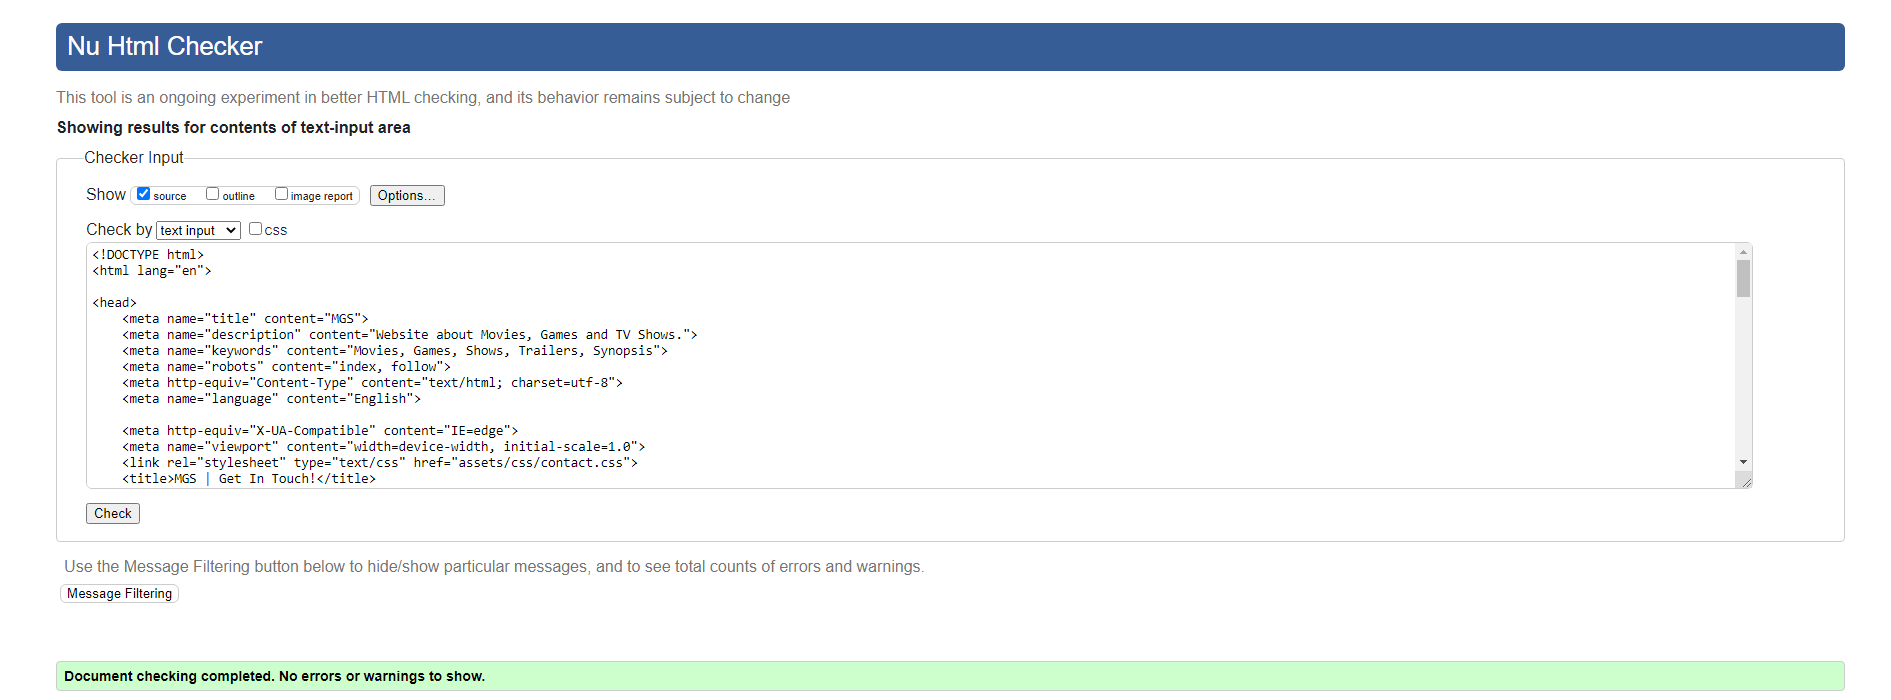 Nu Html Checker
This tool is an ongoing experiment in better HTML checking, and its behavior remains subject to change
Showing results for contents of text-input area
Checker Input
Show source outline image report Options...
Check by text input css
<!DOCTYPE html>
<html lang="en">
<head>
<meta name="title" content="MGS">
<meta name="description" content="Website about Movies, Games and TV Shows.">
<meta name="keywords" content="Movies, Games, Shows, Trailers, Synopsis">
<meta name="robots" content="index, follow">
<meta http-equiv="Content-Type" content="text/html; charset=utf-8">
<meta name="language" content="English">
<meta http-equiv="X-UA-Compatible" content="IE=edge">
<meta name="viewport" content="width=device-width, initial-scale=1.0">
<link rel="stylesheet" type="text/css" href="assets/css/contact.css">
<title>MGS | Get In Touch!</title>
Check
Use the Message Filtering button below to hide/show particular messages, and to see total counts of errors and warnings.
Message Filtering
Document checking completed. No errors or warnings to show.